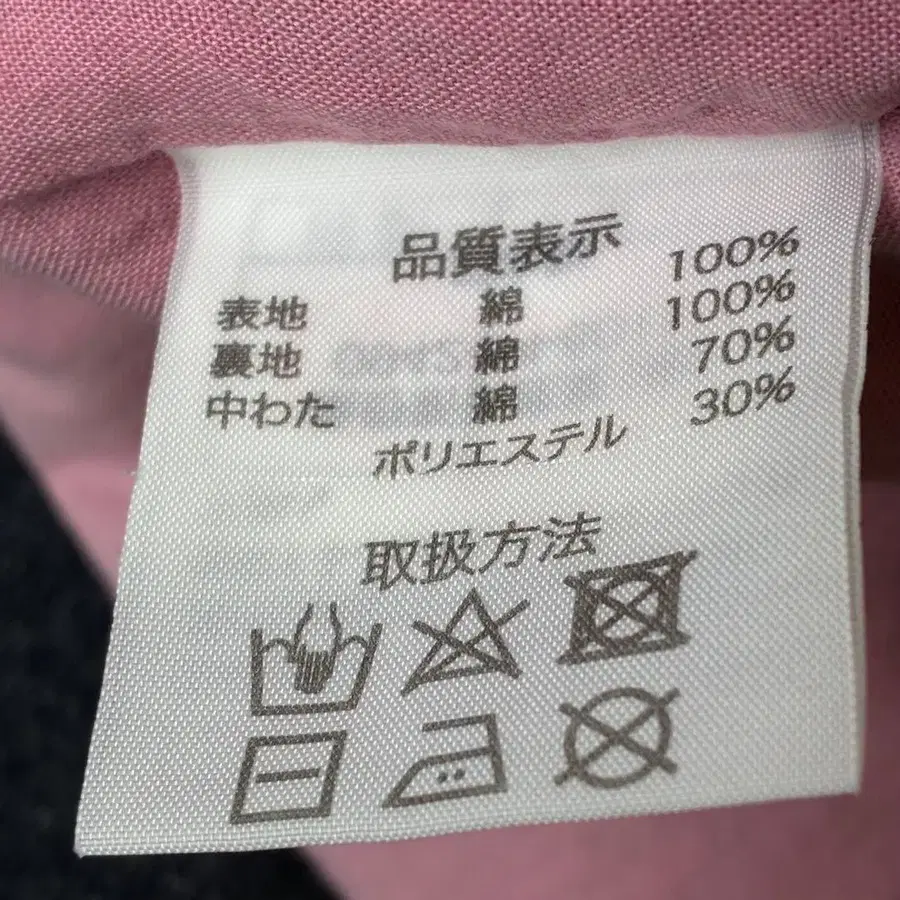 品質表示
表地 綿 100%
裏地 綿 100%
中わた 綿 70%
ポリエステル 30%
取扱方法